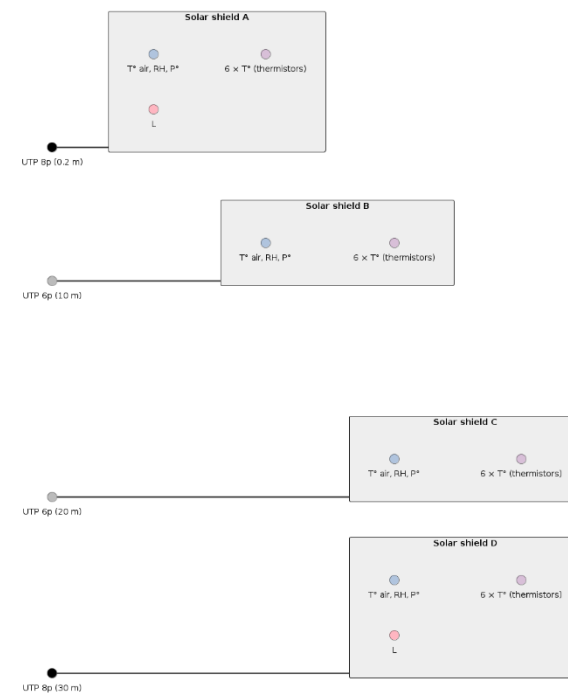 Solar shield A
T° air, RH, P°
6 × T° (thermistors)
L
UTP 8p (0.2 m)
Solar shield B
T° air, RH, P°
6 × T° (thermistors)
UTP 6p (10 m)
Solar shield C
T° air, RH, P°
6 × T° (thermistors)
UTP 6p (20 m)
Solar shield D
T° air, RH, P°
6 × T° (thermistors)
L
UTP 8p (30 m)